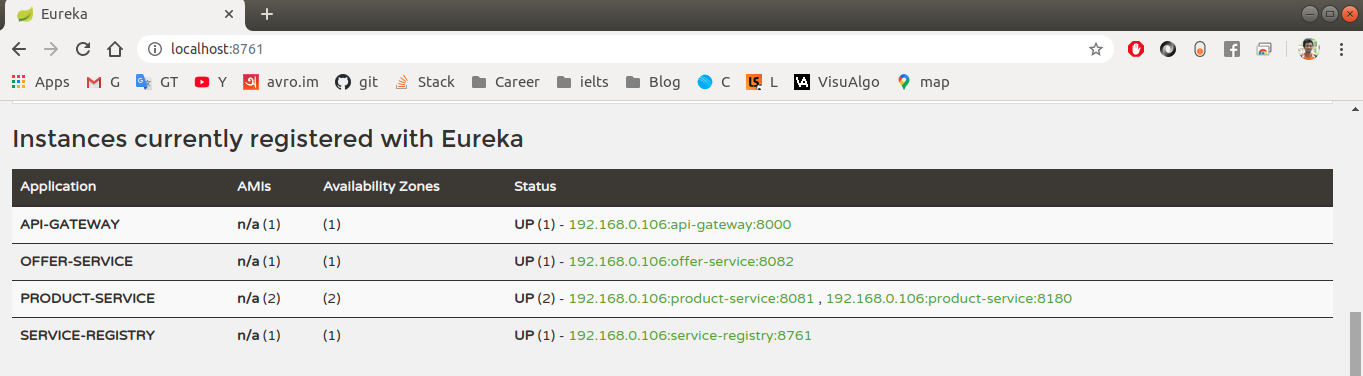 Eureka
localhost:8761
Apps G GT Y avro.im git Stack Career ielts Blog C L VisuAlgo map
Instances currently registered with Eureka
Application AMIs Availability Zones Status
API-GATEWAY n/a (1) (1) UP (1) - 192.168.0.106:api-gateway:8000
OFFER-SERVICE n/a (1) (1) UP (1) - 192.168.0.106:offer-service:8082
PRODUCT-SERVICE n/a (2) (2) UP (2) - 192.168.0.106:product-service:8081 , 192.168.0.106:product-service:8180
SERVICE-REGISTRY n/a (1) (1) UP (1) - 192.168.0.106:service-registry:8761